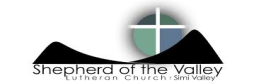 Shepherd of the Valley
Lutheran Church · Simi Valley